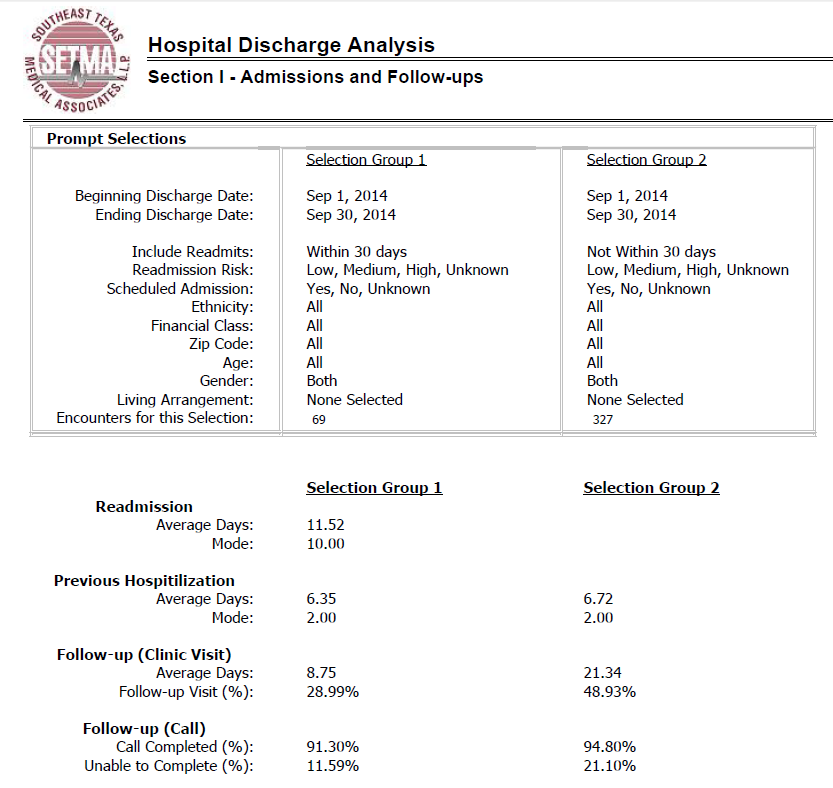 SOUTHEAST TEXAS
SETMA
MEDICAL ASSOCIATES, L.L.P.
Hospital Discharge Analysis
Section I - Admissions and Follow-ups
Prompt Selections
Selection Group 1 Selection Group 2
Beginning Discharge Date: Sep 1, 2014 Sep 1, 2014
Ending Discharge Date: Sep 30, 2014 Sep 30, 2014
Include Readmits: Within 30 days Not Within 30 days
Readmission Risk: Low, Medium, High, Unknown Low, Medium, High, Unknown
Scheduled Admission: Yes, No, Unknown Yes, No, Unknown
Ethnicity: All All
Financial Class: All All
Zip Code: All All
Age: All All
Gender: Both Both
Living Arrangement: None Selected None Selected
Encounters for this Selection: 69 327
Selection Group 1 Selection Group 2
Readmission
Average Days: 11.52
Mode: 10.00
Previous Hospitilization
Average Days: 6.35 6.72
Mode: 2.00 2.00
Follow-up (Clinic Visit)
Average Days: 8.75 21.34
Follow-up Visit (%): 28.99% 48.93%
Follow-up (Call)
Call Completed (%): 91.30% 94.80%
Unable to Complete (%): 11.59% 21.10%